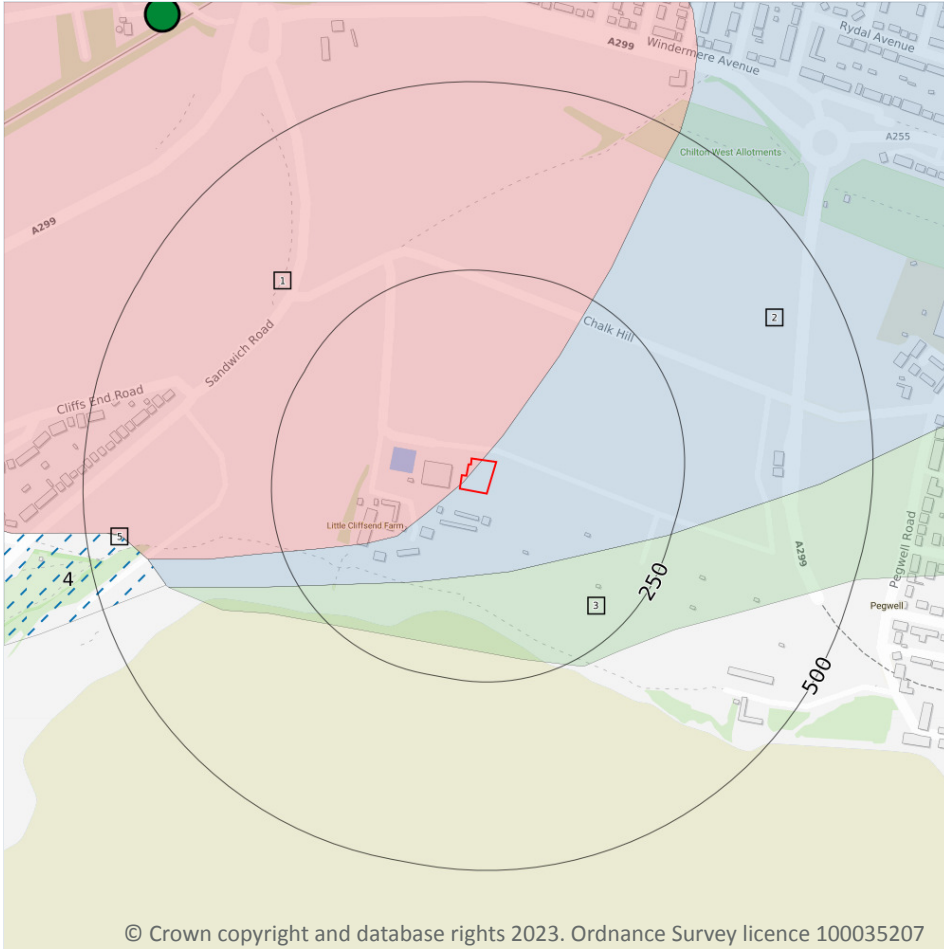 Rydal Avenue
A299
Windermere Avenue
A255
Chilton West Allotments
A299
1
2
Chalk Hill
Sandwich Road
Cliffs End Road
Little Cliffsend Farm
5
4
A299
250
3
Pegwell Road
Pegwell
500
© Crown copyright and database rights 2023. Ordnance Survey licence 100035207